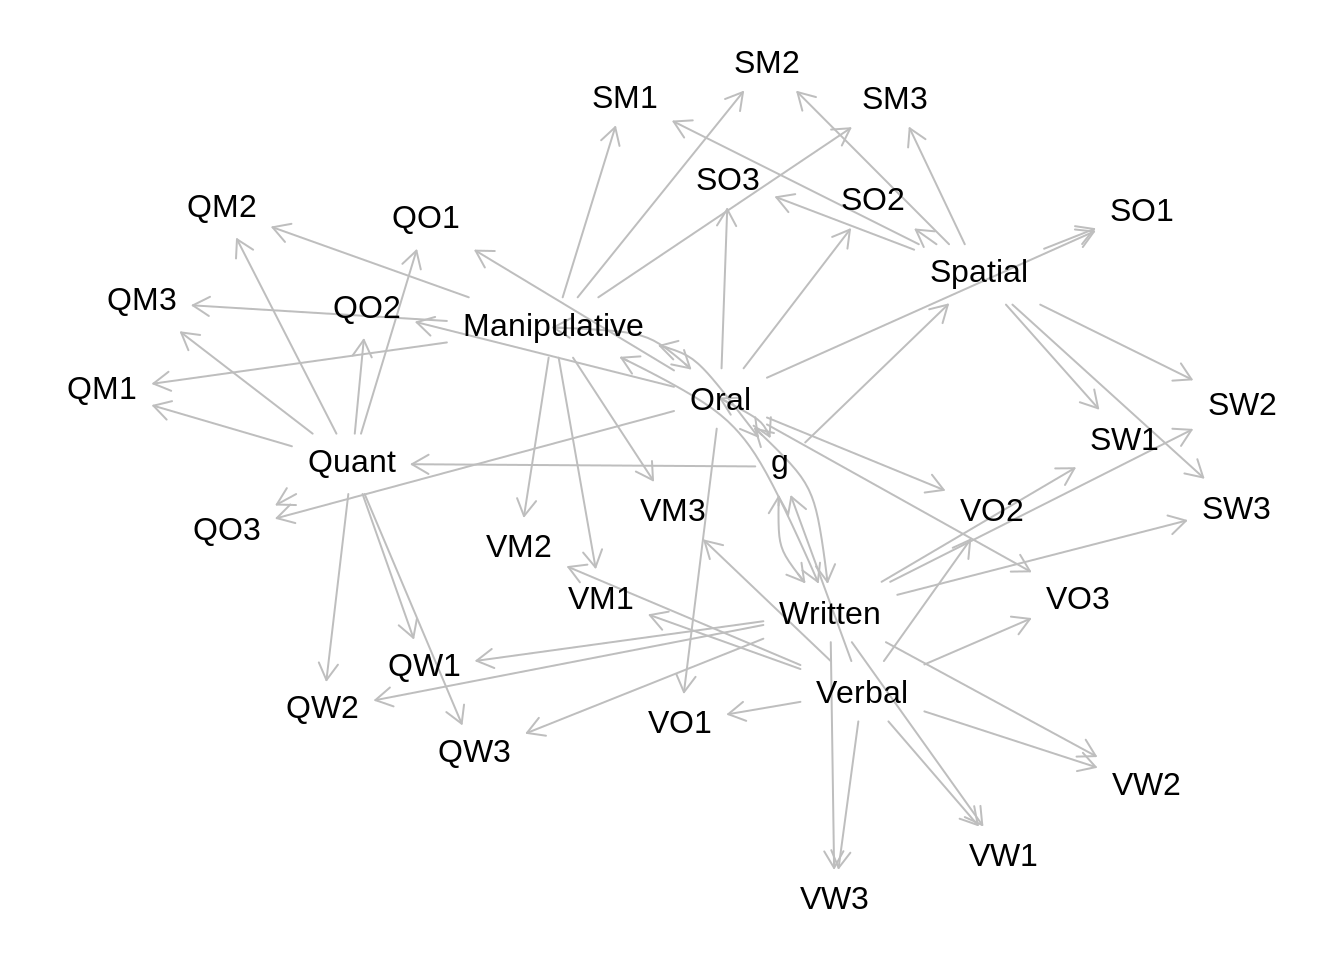 SM2
SM1
SM3
SO3
SO2
QM2
QO1
SO1
Spatial
QM3
QO2
Manipulative
QM1
Oral
SW2
SW1
Quant
g
VM3
VO2
SW3
QO3
VM2
VM1
VO3
Written
QW1
Verbal
QW2
VO1
QW3
VW2
VW1
VW3